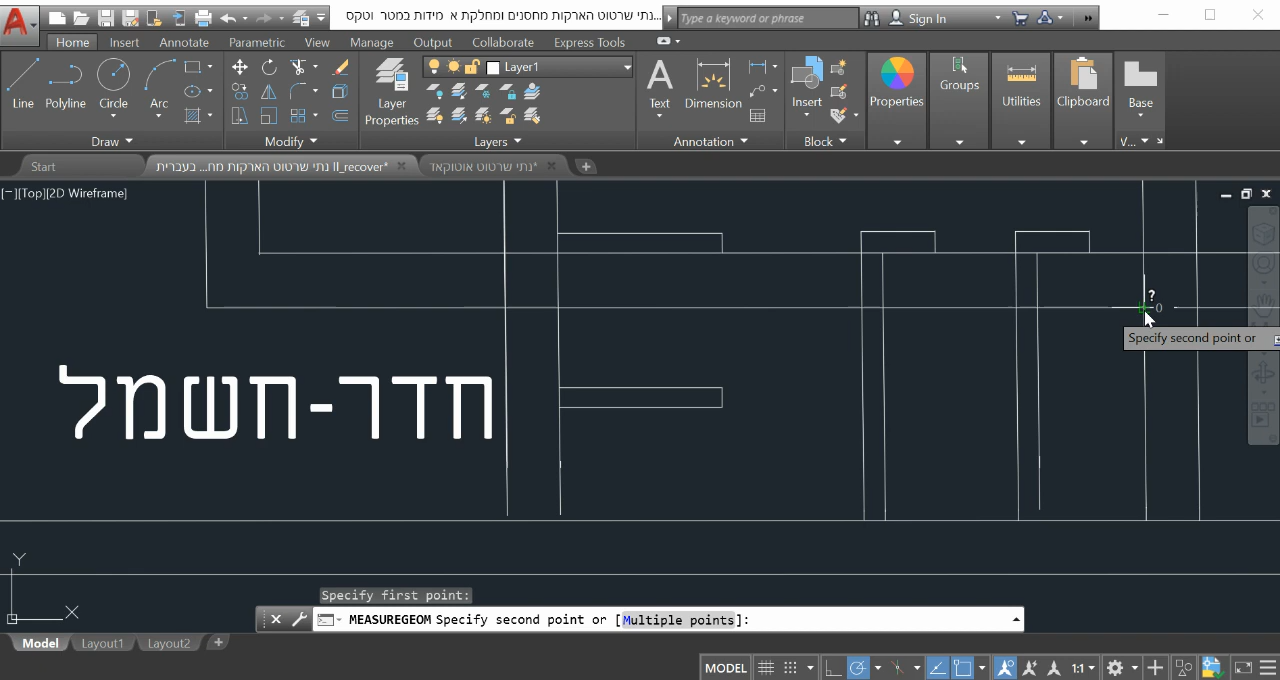 נתי שרטוט הארקות מחסנים ומחלקת א מידות במטר וטקס...
Type a keyword or phrase
Sign In
Home Insert Annotate Parametric View Manage Output Collaborate Express Tools
Line Polyline Circle Arc
Draw
Modify
Layer Properties
Layer1
Layers
Text Dimension
Annotation
Insert
Block
Properties
Groups
Utilities
Clipboard
Base
V...
Start
נתי שרטוט הארקות מח... בעברית II_recover*
נתי שרטוט אוטוקאד*
[−][Top][2D Wireframe]
?
0
Specify second point or
חדר-חשמל
Y
X
Specify first point:
MEASUREGEOM Specify second point or [Multiple points]:
Model Layout1 Layout2
MODEL
1:1